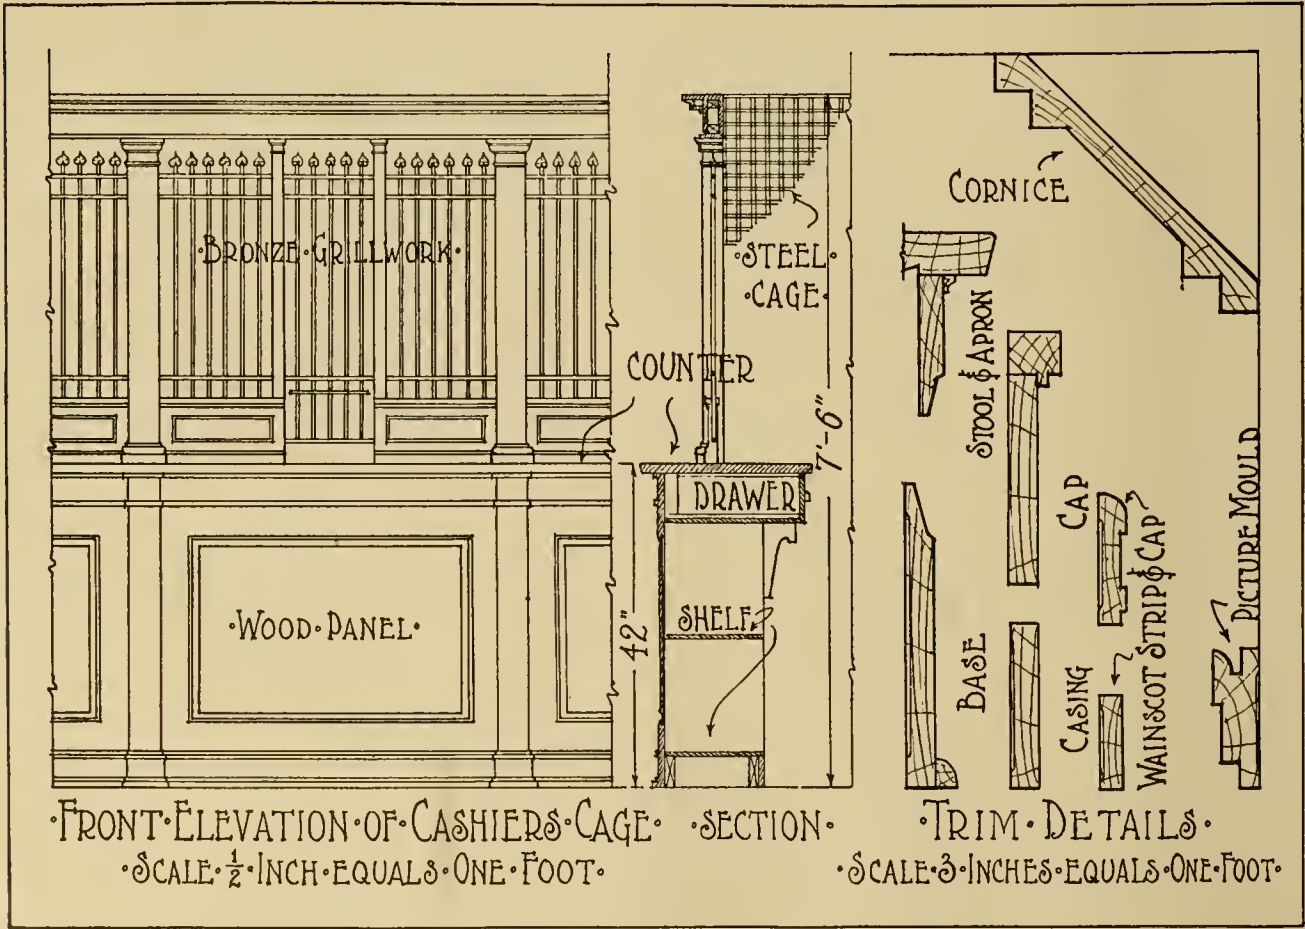 ·BRONZE·GRILLWORK·
·WOOD·PANEL·
·FRONT·ELEVATION·OF·CASHIERS·CAGE·
·SCALE·½·INCH·EQUALS·ONE·FOOT·
·STEEL·
·CAGE·
COUNTER
7'-6"
DRAWER
SHELF
42"
·SECTION·
CORNICE
STOOL & APRON
CAP
BASE
CASING
WAINSCOT STRIP & CAP
PICTURE MOULD
·TRIM·DETAILS·
·SCALE·3·INCHES·EQUALS·ONE·FOOT·